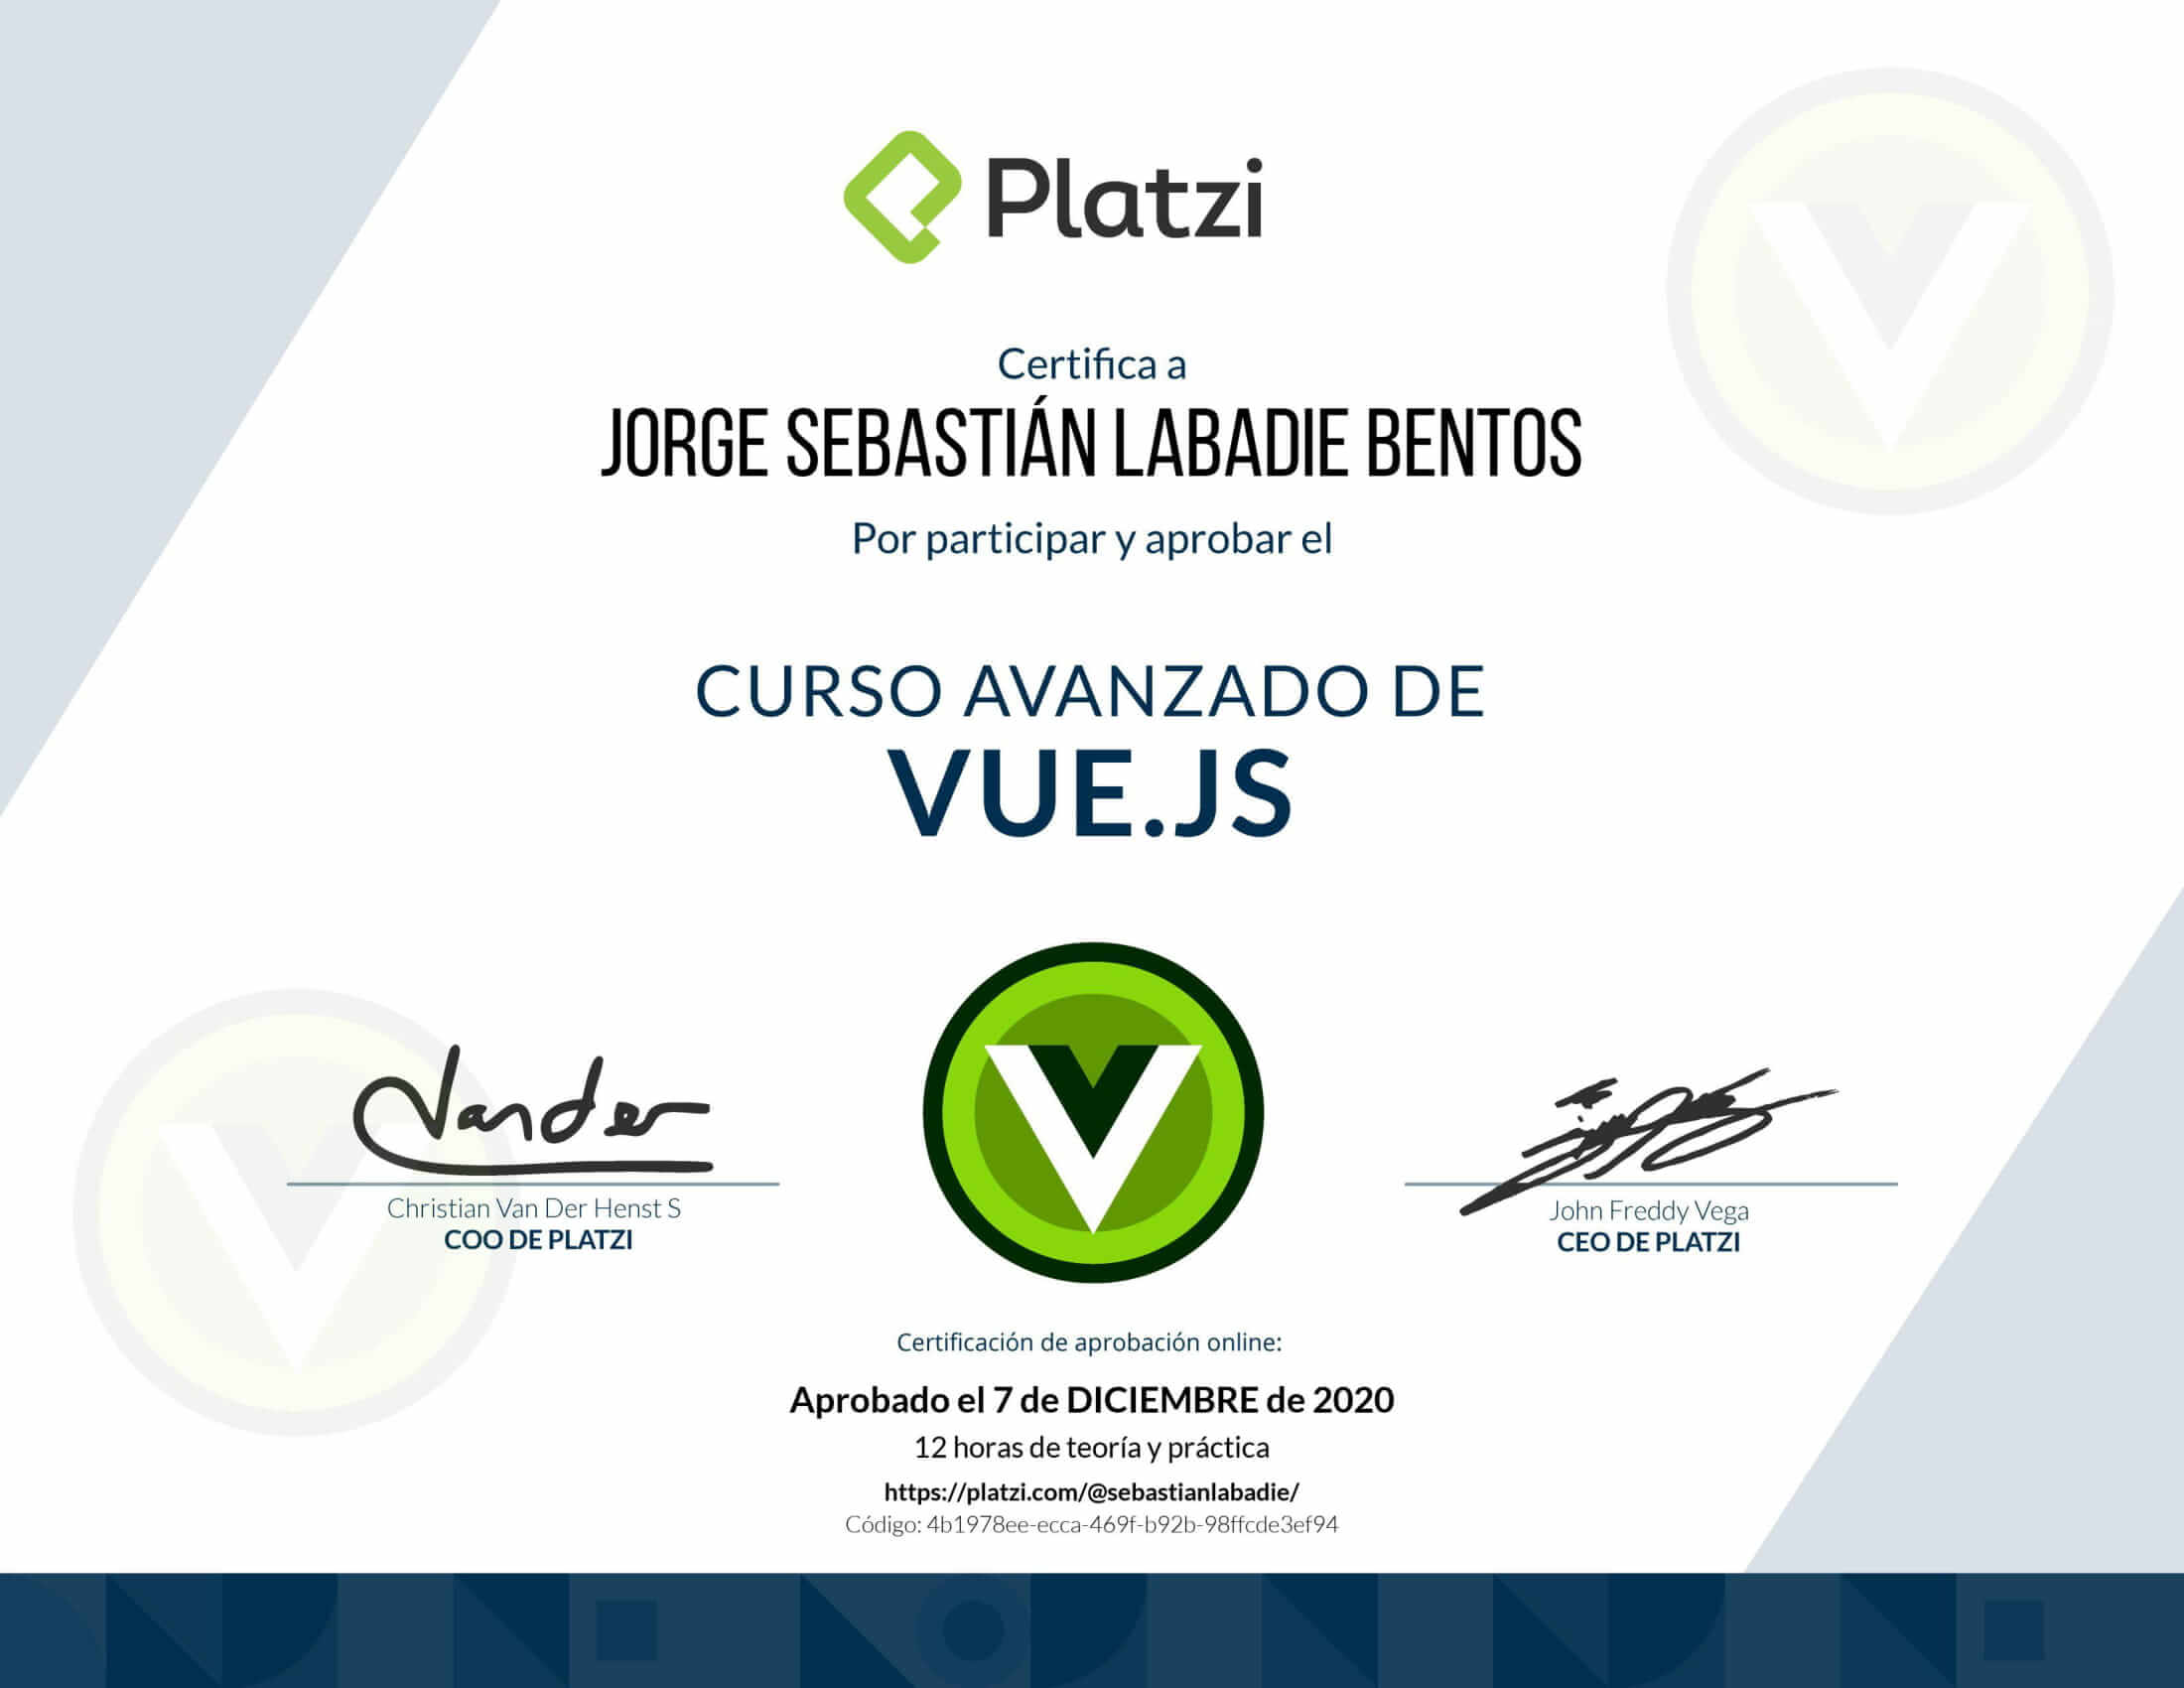 Platzi
Certifica a
JORGE SEBASTIÁN LABADIE BENTOS
Por participar y aprobar el
CURSO AVANZADO DE
VUE.JS
Vander
Christian Van Der Henst S
COO DE PLATZI
John Freddy Vega
CEO DE PLATZI
Certificación de aprobación online:
Aprobado el 7 de DICIEMBRE de 2020
12 horas de teoría y práctica
https://platzi.com/@sebastianlabadie/
Código: 4b1978ee-ecca-469f-b92b-98ffcde3ef94